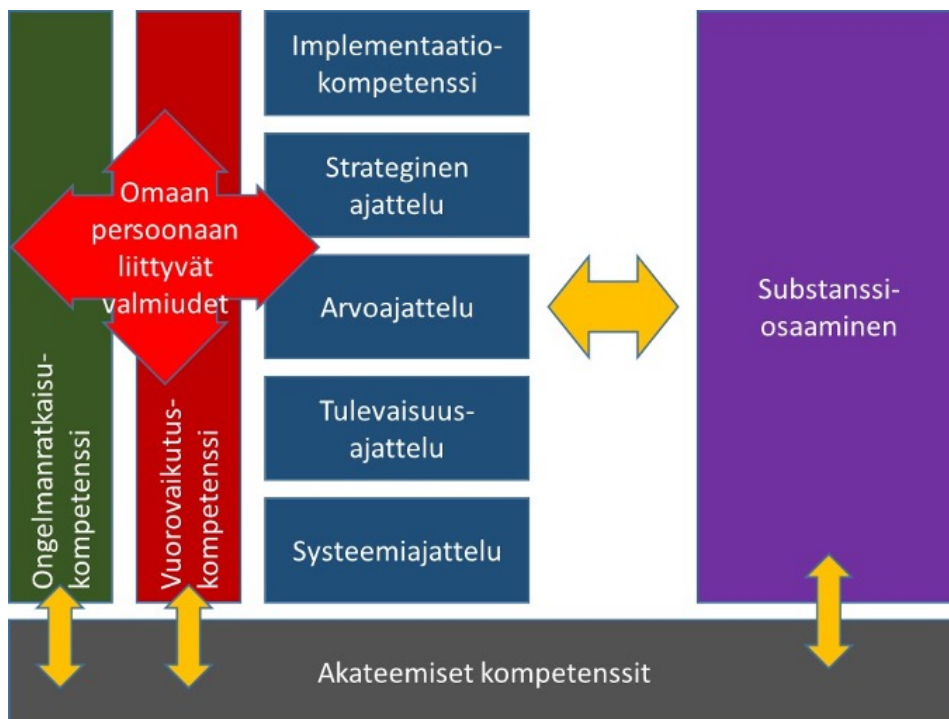 Ongelmanratkaisu-
kompetenssi
Vuorovaikutus-
kompetenssi
Omaan
persoonaan
liittyvät
valmiudet
Implementaatio-
kompetenssi
Strateginen
ajattelu
Arvoajattelu
Tulevaisuus-
ajattelu
Systeemiajattelu
Substanssi-
osaaminen
Akateemiset kompetenssit